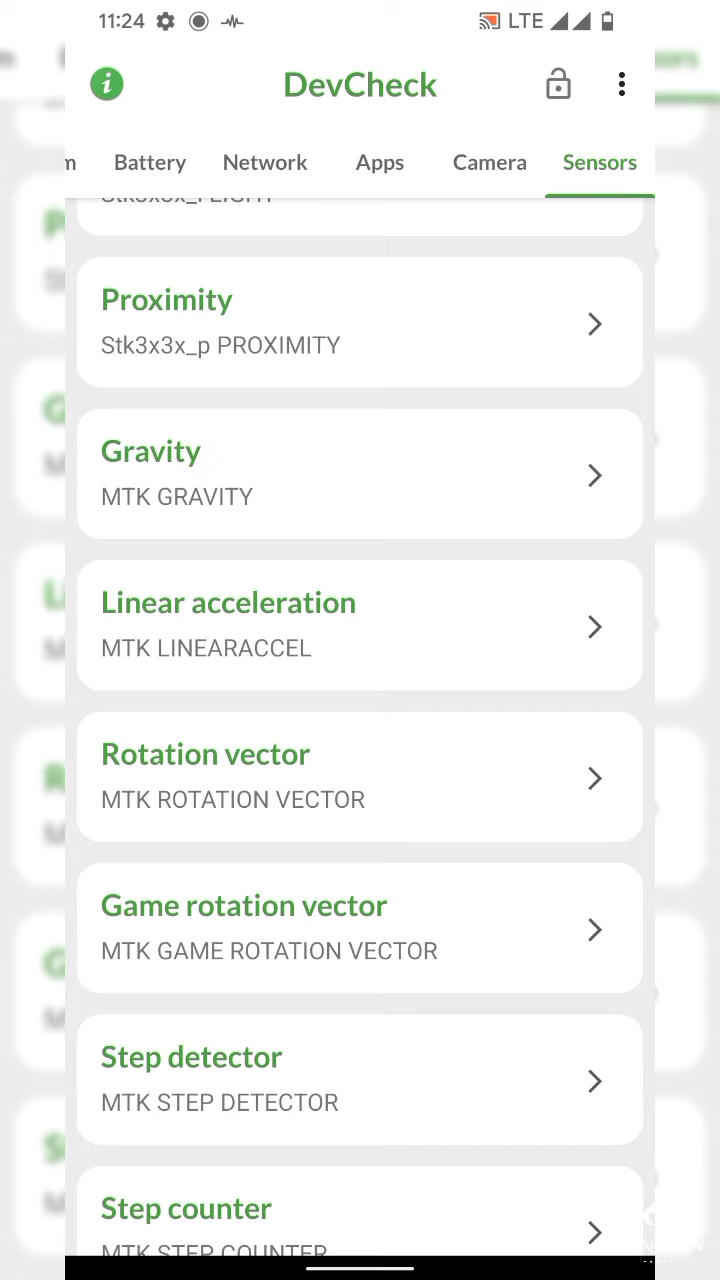 11:24 LTE
DevCheck
m Battery Network Apps Camera Sensors
Proximity
Stk3x3x_p PROXIMITY
Gravity
MTK GRAVITY
Linear acceleration
MTK LINEARACCEL
Rotation vector
MTK ROTATION VECTOR
Game rotation vector
MTK GAME ROTATION VECTOR
Step detector
MTK STEP DETECTOR
Step counter
MTK STEP COUNTER